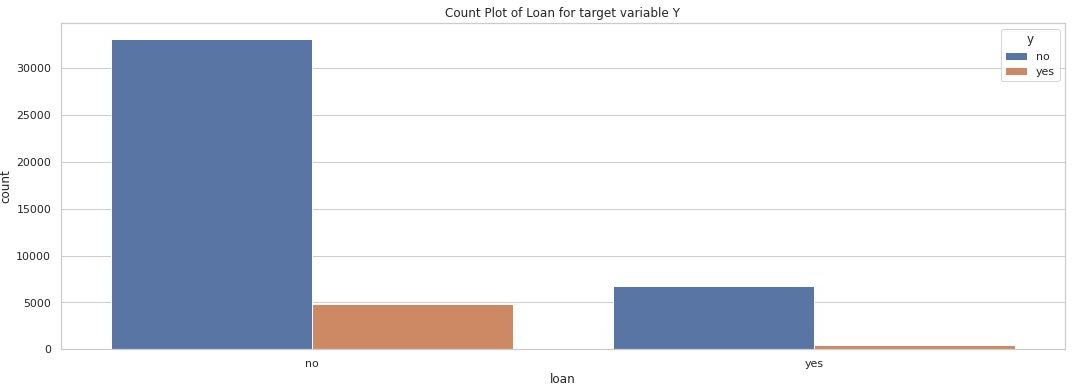 Count Plot of Loan for target variable Y
y
no
yes
30000
25000
20000
15000
10000
5000
0
count
no
yes
loan